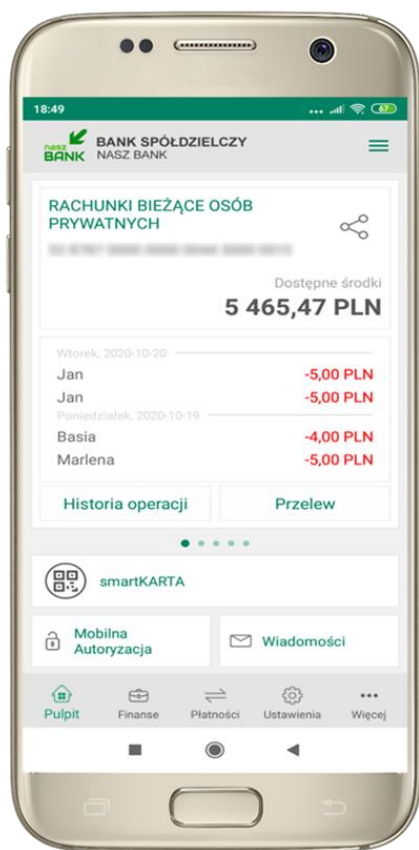 18:49
67
nasz
BANK
BANK SPÓŁDZIELCZY
NASZ BANK
RACHUNKI BIEŻĄCE OSÓB
PRYWATNYCH
Dostępne środki
5 465,47 PLN
Wtorek, 2020-10-20
Jan -5,00 PLN
Jan -5,00 PLN
Poniedziałek, 2020-10-19
Basia -4,00 PLN
Marlena -5,00 PLN
Historia operacji Przelew
smartKARTA
Mobilna
Autoryzacja
Wiadomości
Pulpit Finanse Płatności Ustawienia Więcej